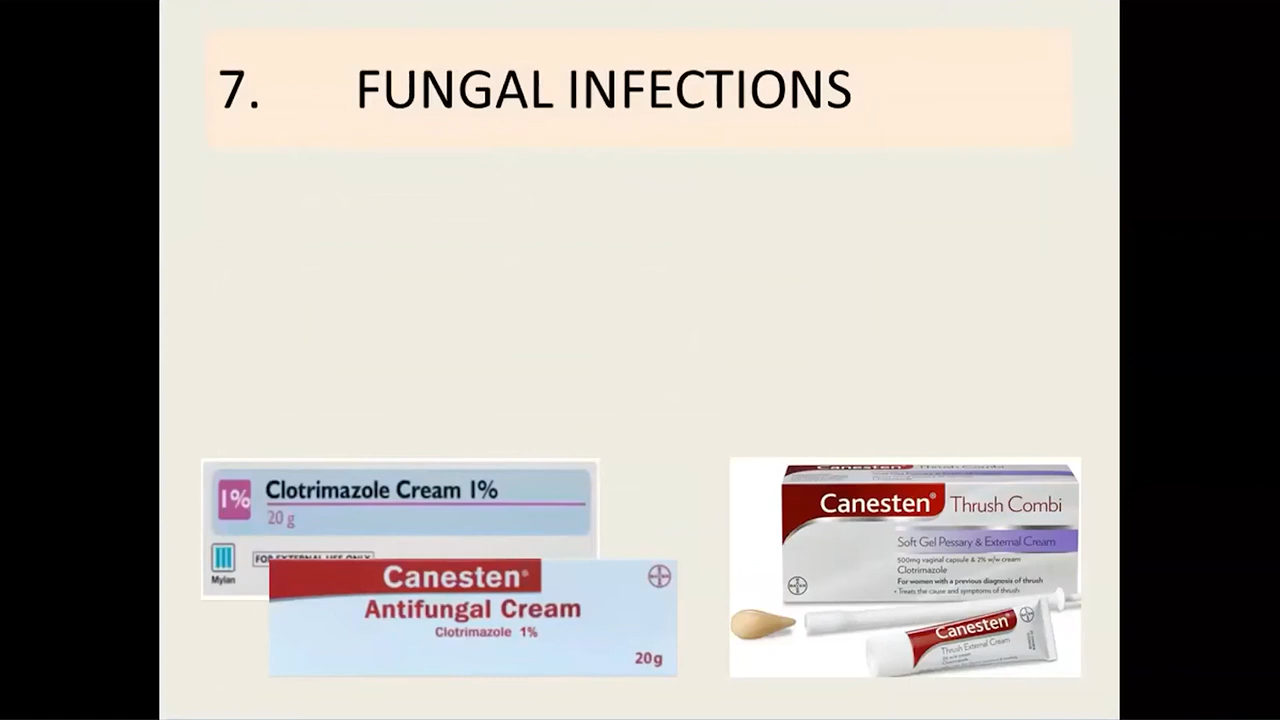 7. FUNGAL INFECTIONS
1%
Clotrimazole Cream 1%
20 g
Mylan
FOR EXTERNAL USE ONLY
Canesten®
Antifungal Cream
Clotrimazole 1%
20g
Canesten® Thrush Combi
Soft Gel Pessary & External Cream
500mg vaginal capsule & 2% w/w cream
Clotrimazole
For women with a previous diagnosis of thrush
• Treats the cause and symptoms of thrush
Canesten®
Thrush External Cream